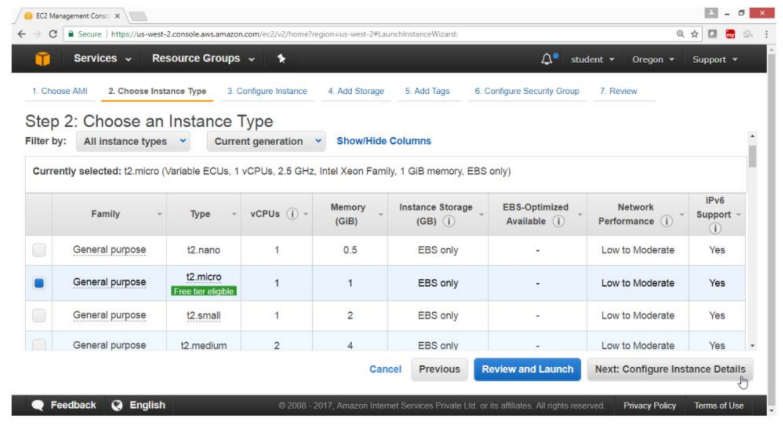 EC2 Management Consol
Secure | https://us-west-2.console.aws.amazon.com/ec2/v2/home?region=us-west-2#LaunchInstanceWizard:
Services Resource Groups student Oregon Support
1. Choose AMI 2. Choose Instance Type 3. Configure Instance 4. Add Storage 5. Add Tags 6. Configure Security Group 7. Review
Step 2: Choose an Instance Type
Filter by: All instance types Current generation Show/Hide Columns
Currently selected: t2.micro (Variable ECUs, 1 vCPUs, 2.5 GHz, Intel Xeon Family, 1 GiB memory, EBS only)
Family Type vCPUs Memory (GiB) Instance Storage (GB) EBS-Optimized Available Network Performance IPv6 Support
General purpose t2.nano 1 0.5 EBS only - Low to Moderate Yes
General purpose t2.micro 1 1 EBS only - Low to Moderate Yes
Free tier eligible
General purpose t2.small 1 2 EBS only - Low to Moderate Yes
General purpose t2.medium 2 4 EBS only - Low to Moderate Yes
Cancel Previous Review and Launch Next: Configure Instance Details
Feedback English © 2008 - 2017, Amazon Internet Services Private Ltd. or its affiliates. All rights reserved. Privacy Policy Terms of Use